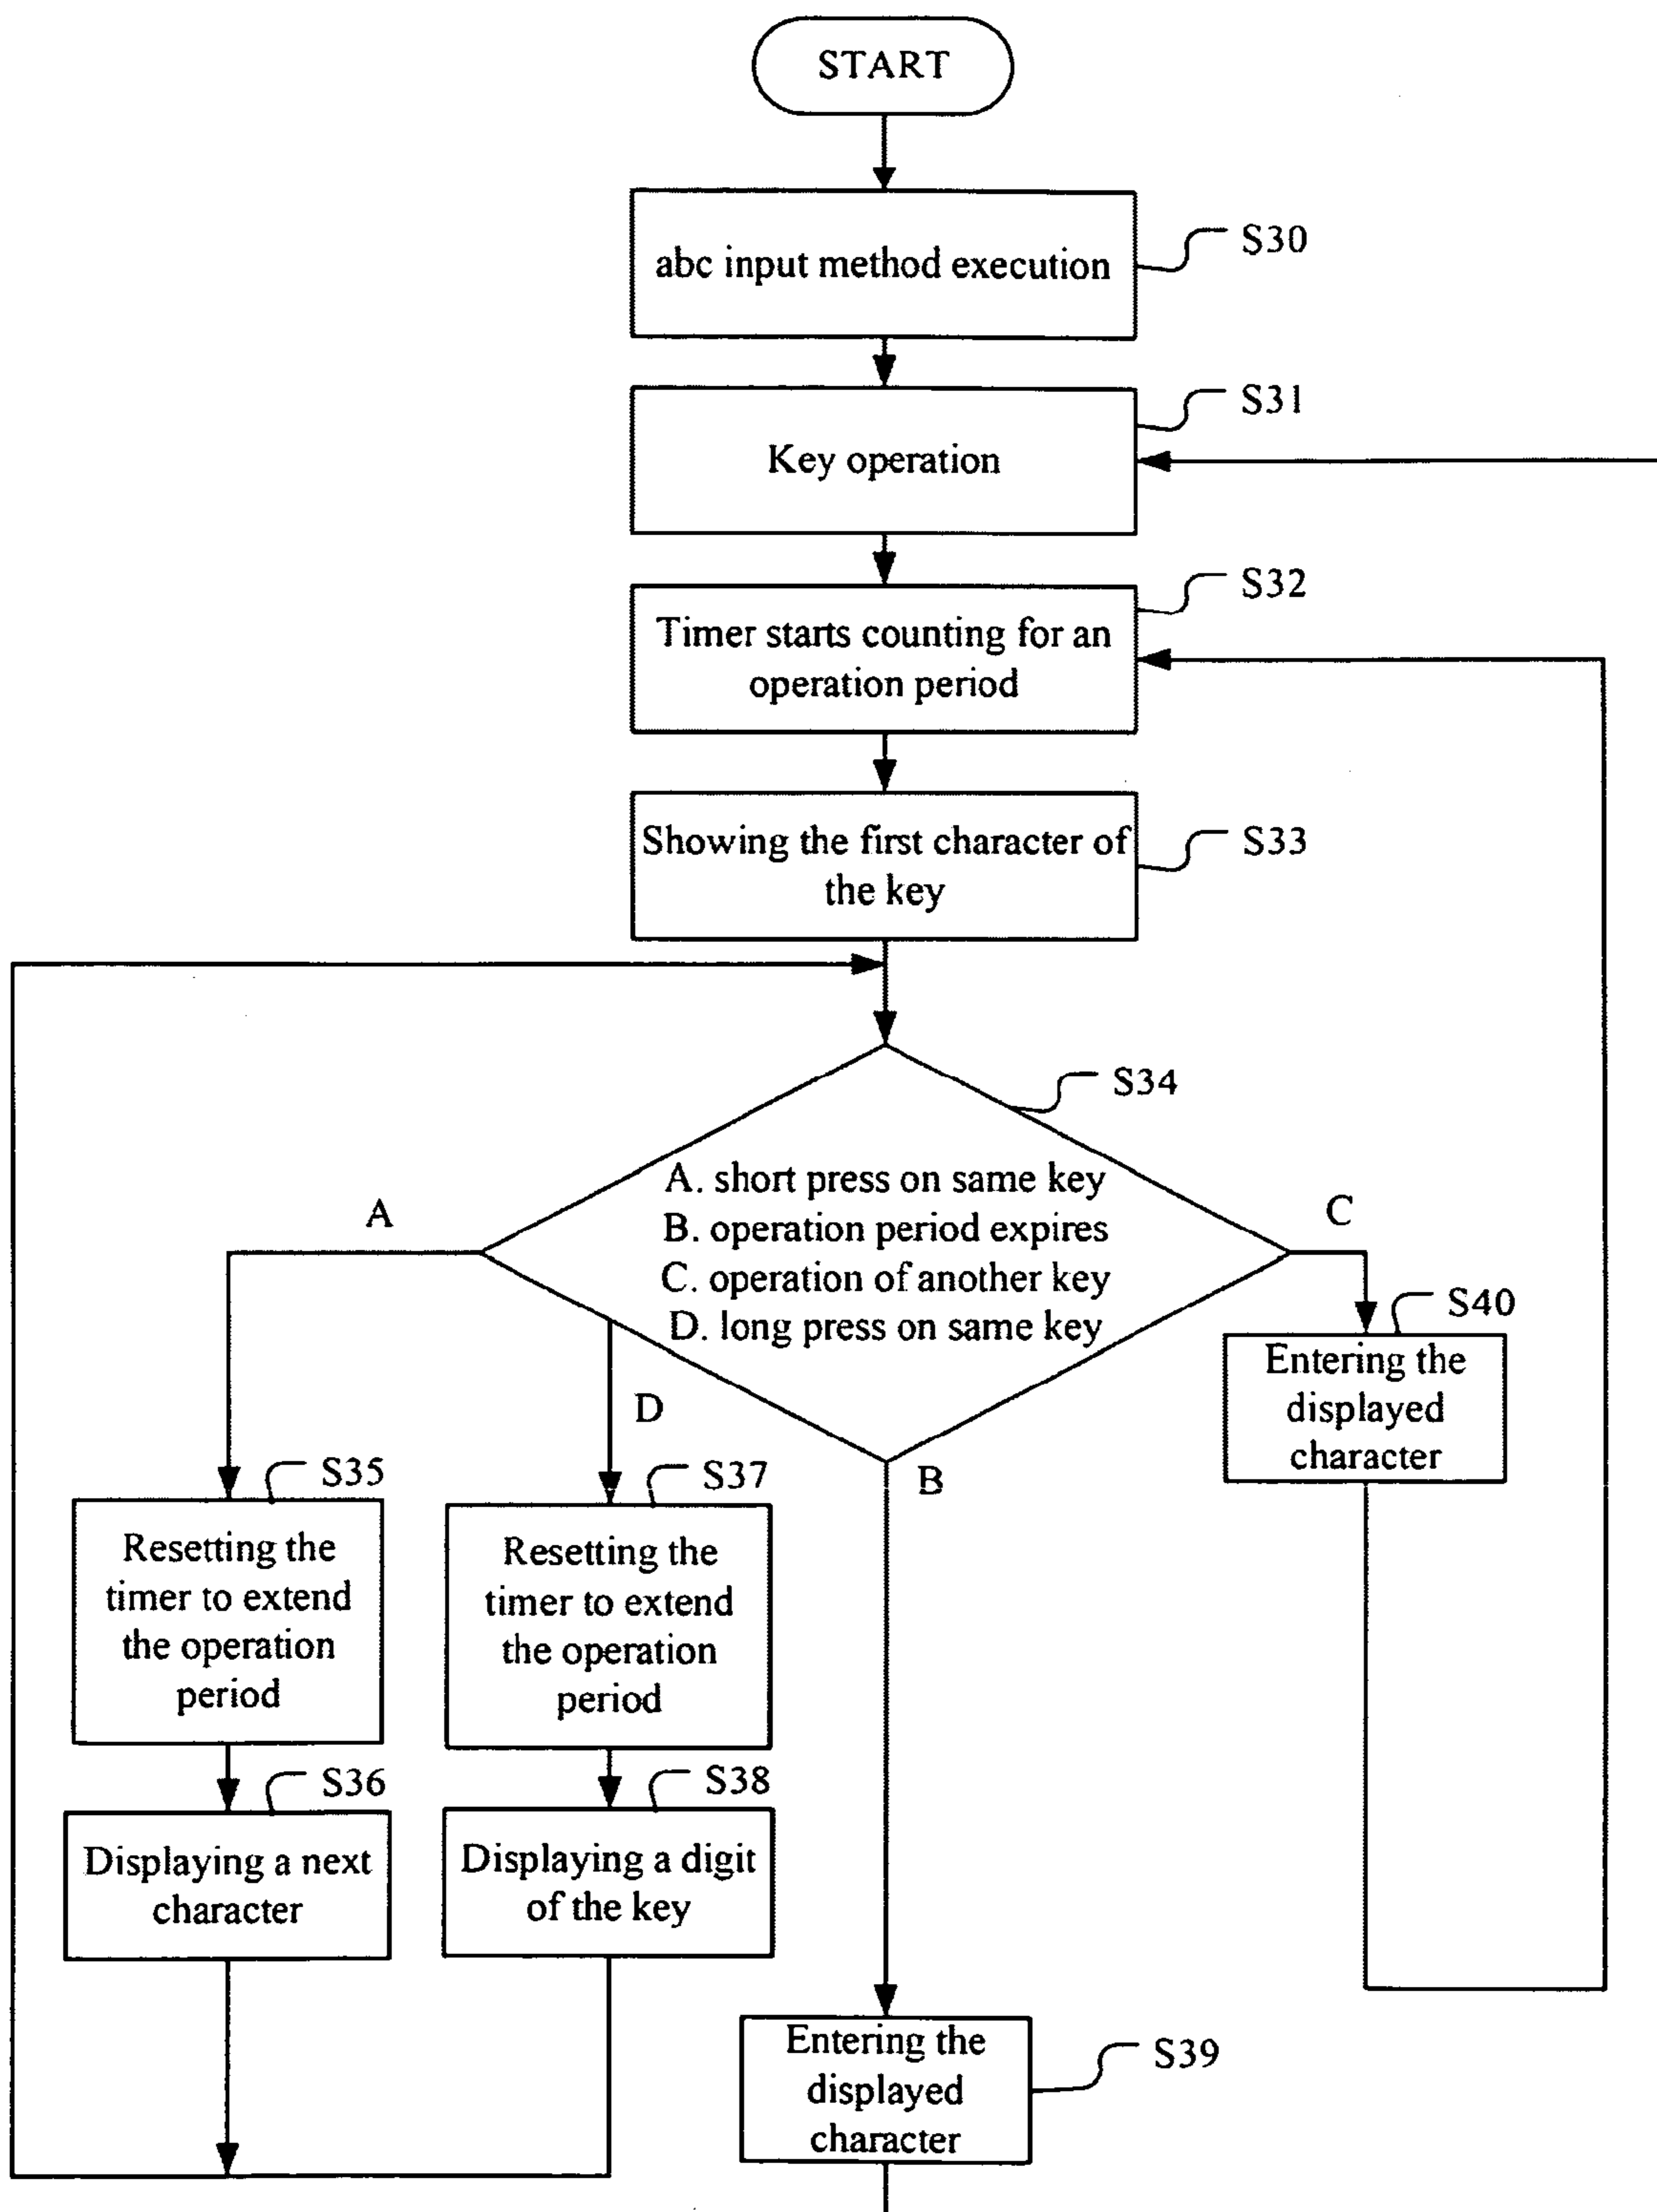 START
abc input method execution
S30
Key operation
S31
Timer starts counting for an
operation period
S32
Showing the first character of
the key
S33
S34
A. short press on same key
B. operation period expires
C. operation of another key
D. long press on same key
A
C
D
B
S40
Entering the
displayed
character
S35
Resetting the
timer to extend
the operation
period
S37
Resetting the
timer to extend
the operation
period
S36
Displaying a next
character
S38
Displaying a digit
of the key
S39
Entering the
displayed
character